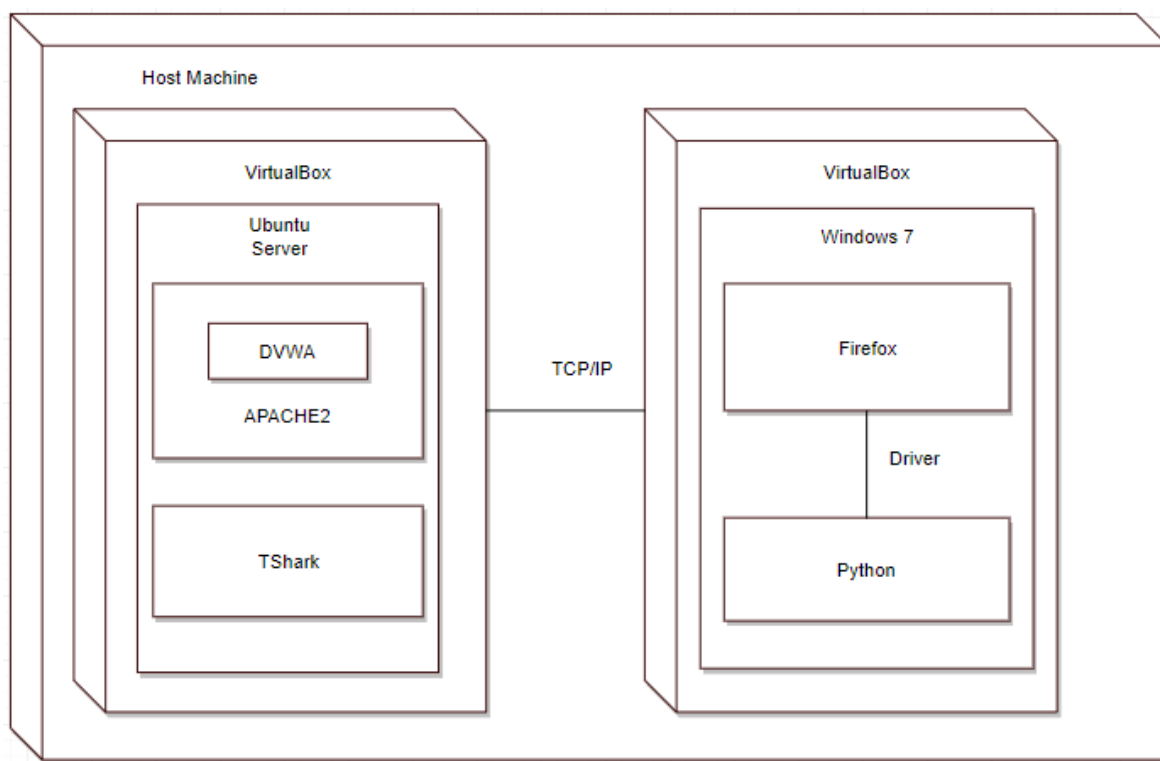 Host Machine
VirtualBox
Ubuntu
Server
DVWA
APACHE2
TShark
TCP/IP
VirtualBox
Windows 7
Firefox
Driver
Python